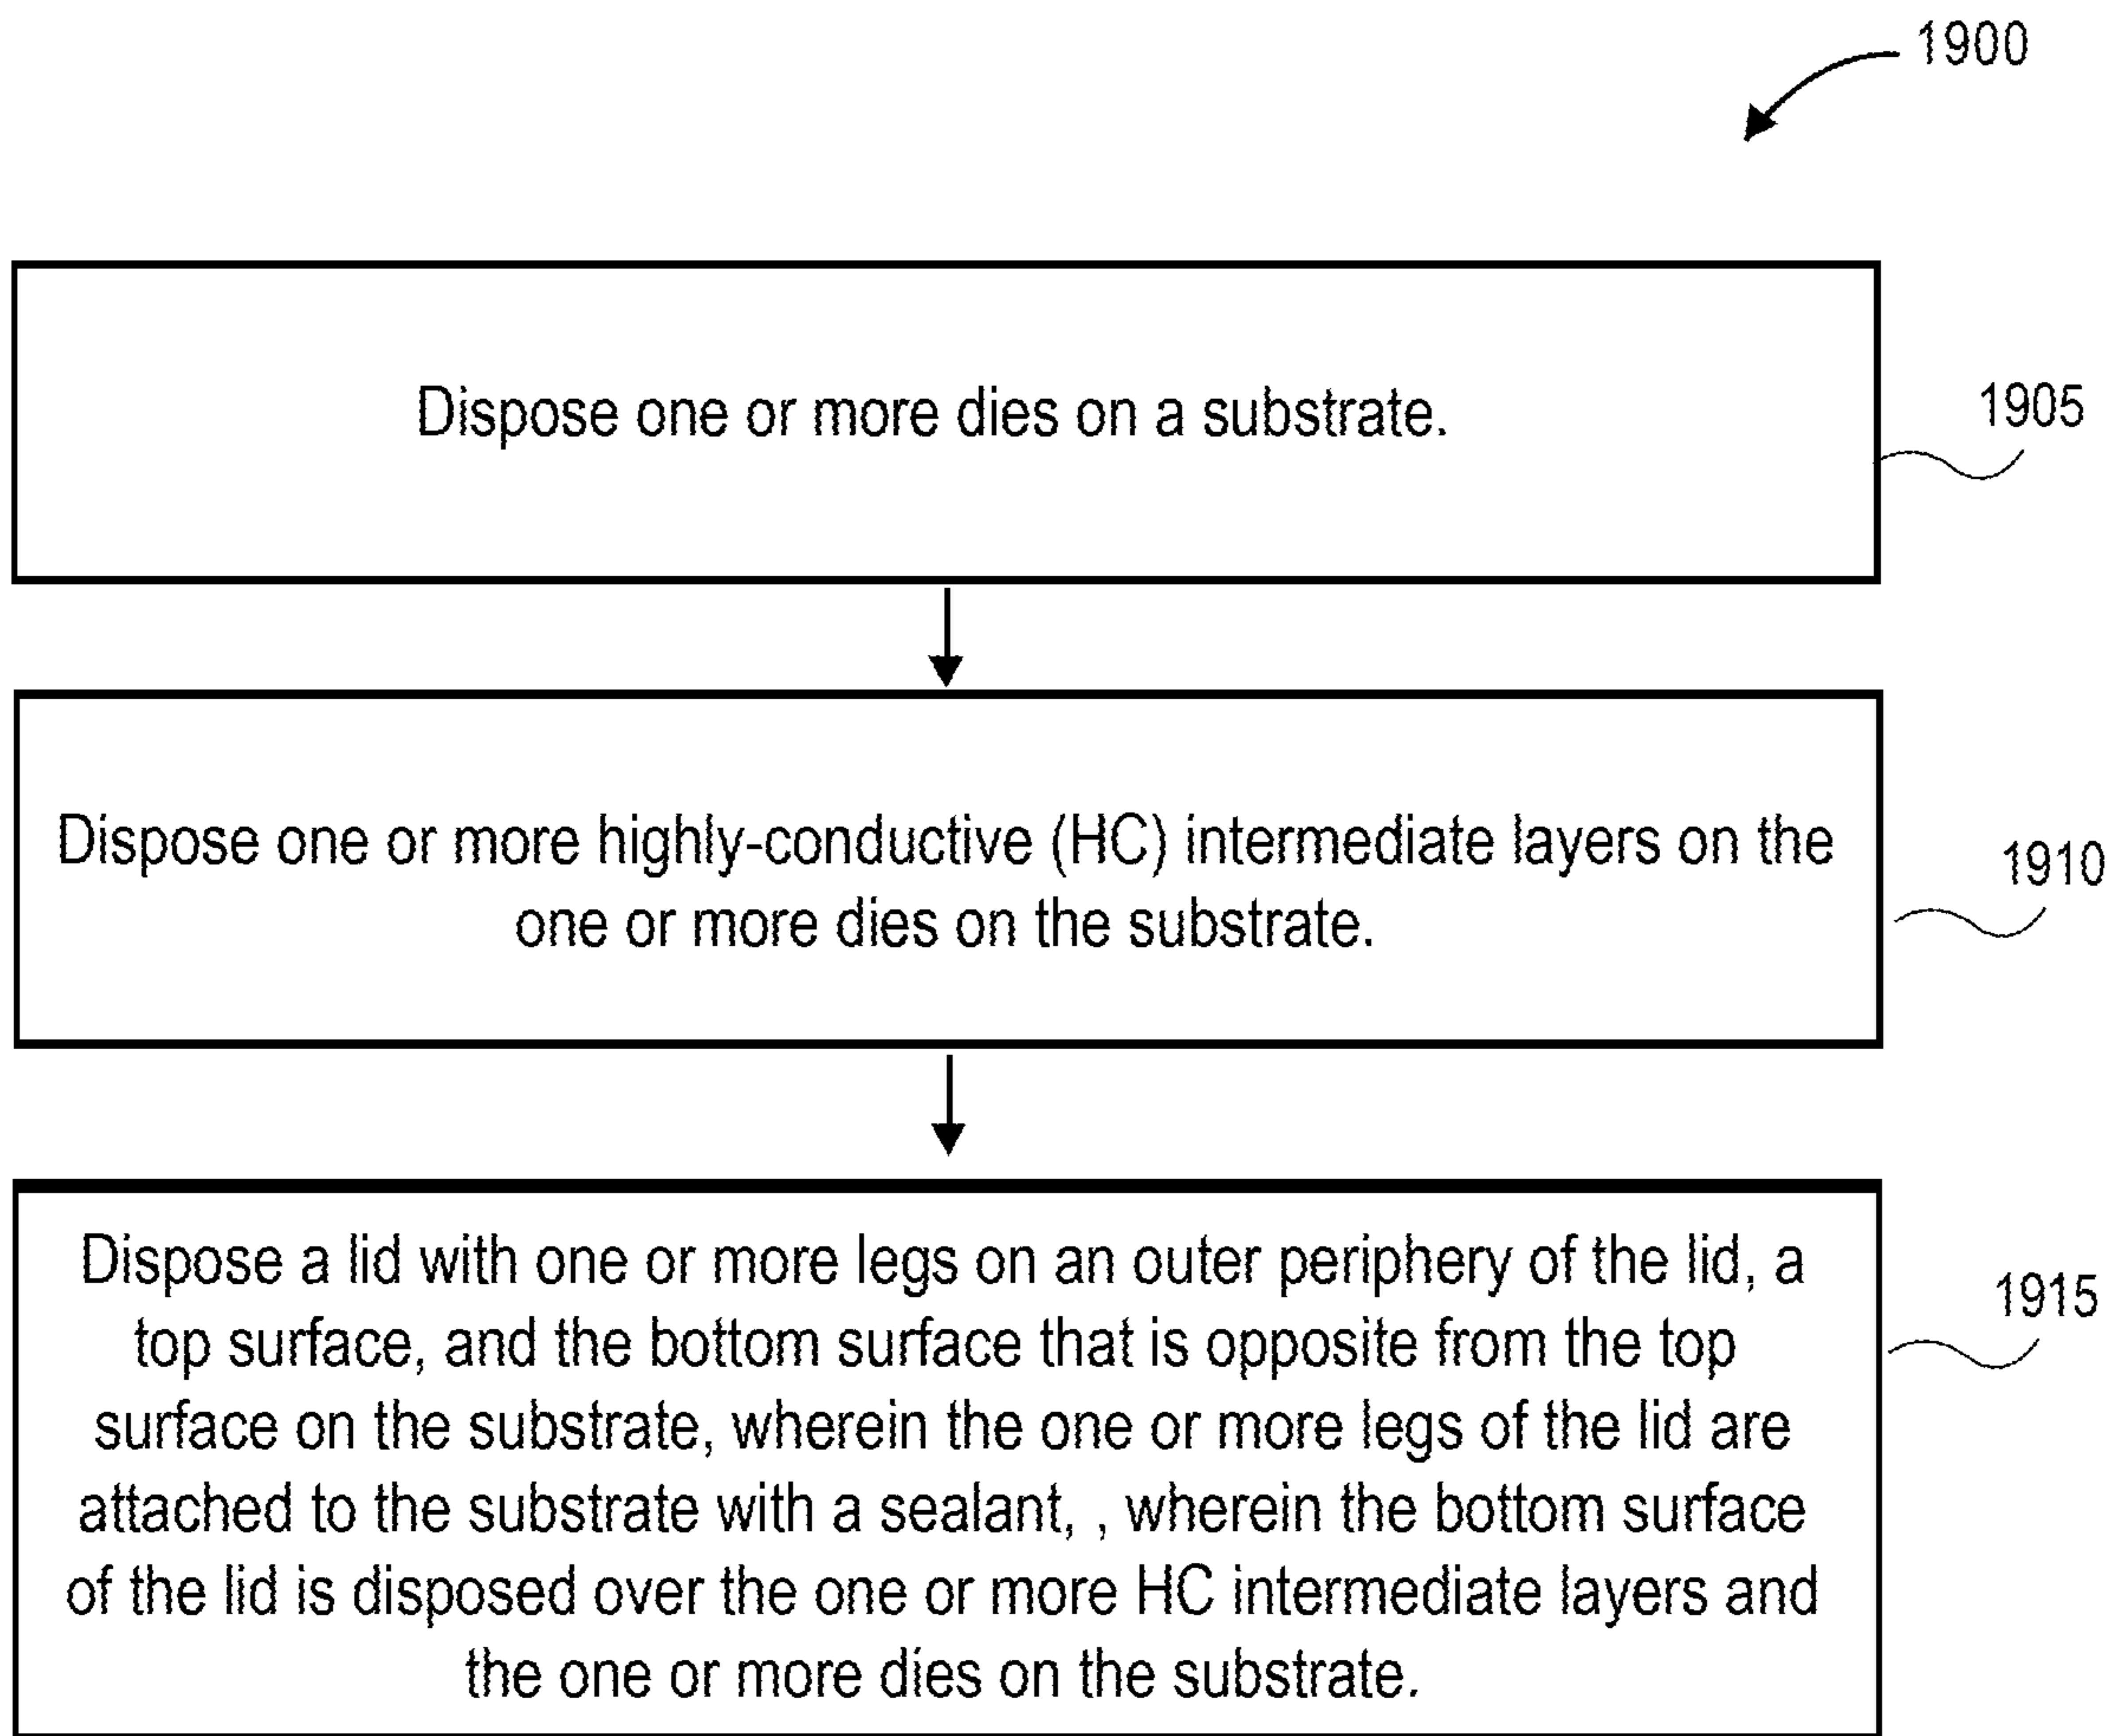 1900
Dispose one or more dies on a substrate.
1905
Dispose one or more highly-conductive (HC) intermediate layers on the
one or more dies on the substrate.
1910
Dispose a lid with one or more legs on an outer periphery of the lid, a
top surface, and the bottom surface that is opposite from the top
surface on the substrate, wherein the one or more legs of the lid are
attached to the substrate with a sealant, , wherein the bottom surface
of the lid is disposed over the one or more HC intermediate layers and
the one or more dies on the substrate.
1915